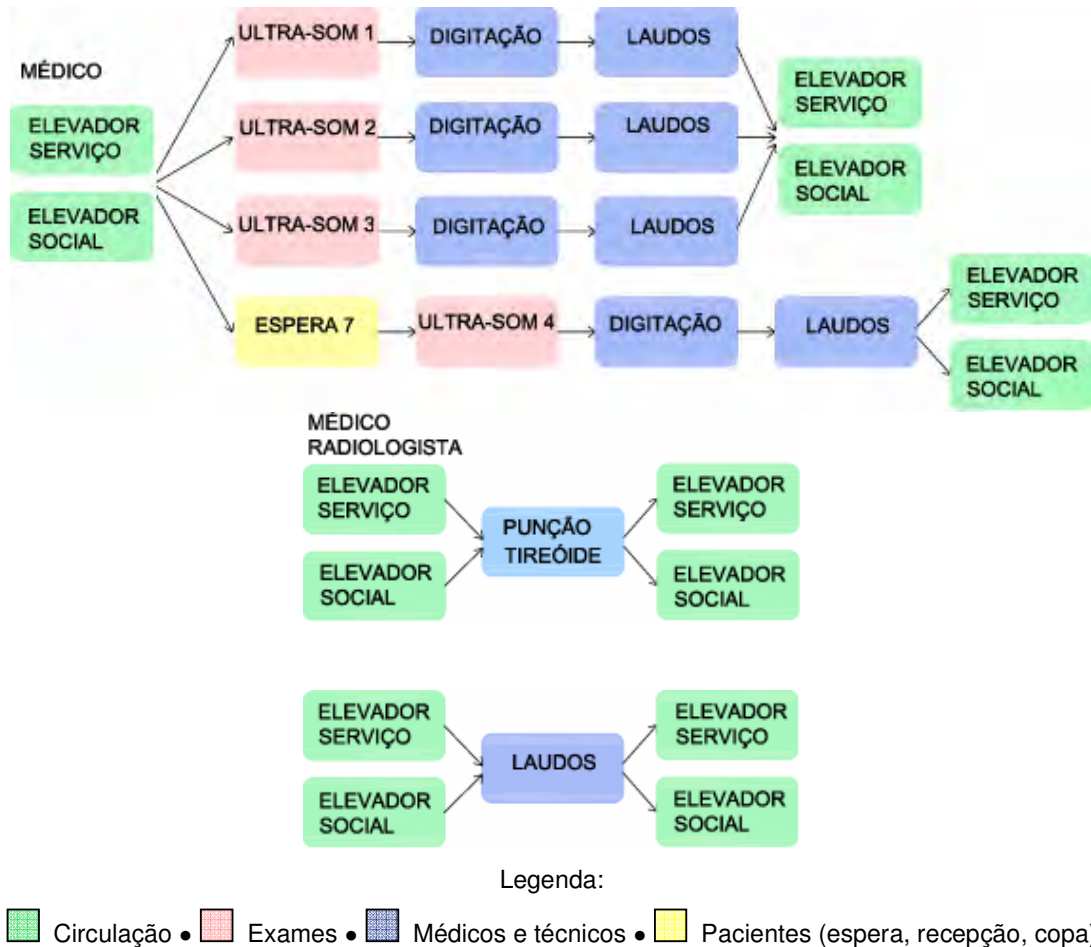 MÉDICO
ELEVADOR
SERVIÇO
ELEVADOR
SOCIAL
ULTRA-SOM 1
DIGITAÇÃO
LAUDOS
ULTRA-SOM 2
DIGITAÇÃO
LAUDOS
ULTRA-SOM 3
DIGITAÇÃO
LAUDOS
ELEVADOR
SERVIÇO
ELEVADOR
SOCIAL
ESPERA 7
ULTRA-SOM 4
DIGITAÇÃO
LAUDOS
ELEVADOR
SERVIÇO
ELEVADOR
SOCIAL
MÉDICO
RADIOLOGISTA
ELEVADOR
SERVIÇO
ELEVADOR
SOCIAL
PUNÇÃO
TIREÓIDE
ELEVADOR
SERVIÇO
ELEVADOR
SOCIAL
ELEVADOR
SERVIÇO
ELEVADOR
SOCIAL
LAUDOS
ELEVADOR
SERVIÇO
ELEVADOR
SOCIAL
Legenda:
Circulação • Exames • Médicos e técnicos • Pacientes (espera, recepção, copa